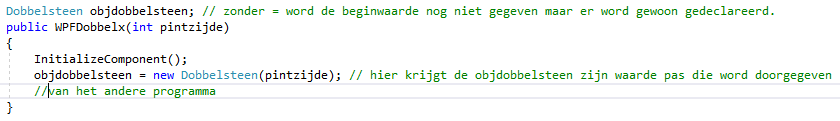 Dobbelsteen objdobbelsteen; // zonder = word de beginwaarde nog niet gegeven maar er word gewoon gedeclareerd.
public WPFDobbelx(int pintzijde)
{
InitializeComponent();
objdobbelsteen = new Dobbelsteen(pintzijde); // hier krijgt de objdobbelsteen zijn waarde pas die word doorgegeven
//van het andere programma
}